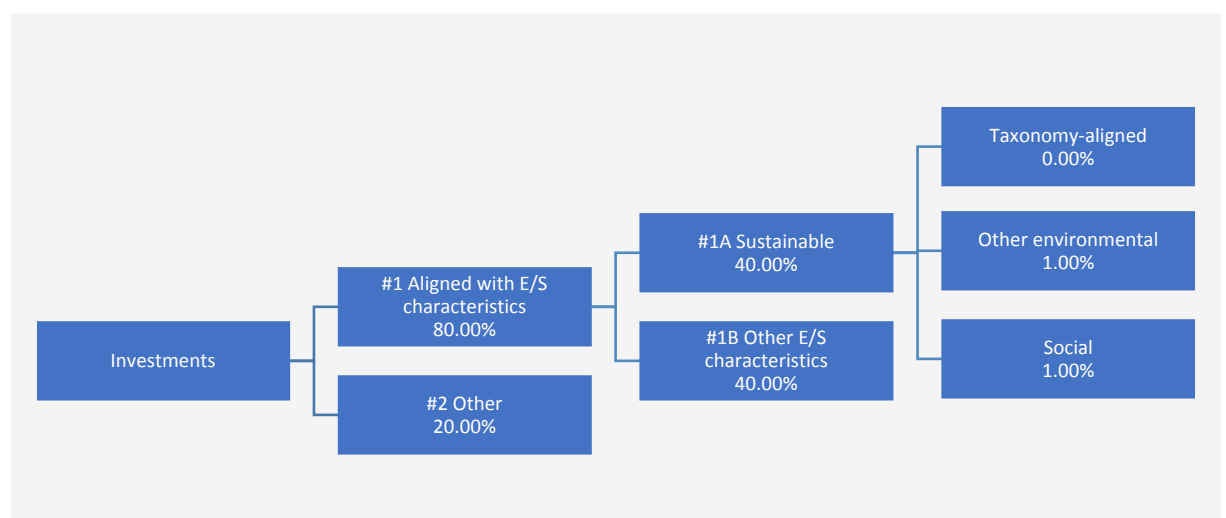 Investments
#1 Aligned with E/S
characteristics
80.00%
#2 Other
20.00%
#1A Sustainable
40.00%
#1B Other E/S
characteristics
40.00%
Taxonomy-aligned
0.00%
Other environmental
1.00%
Social
1.00%